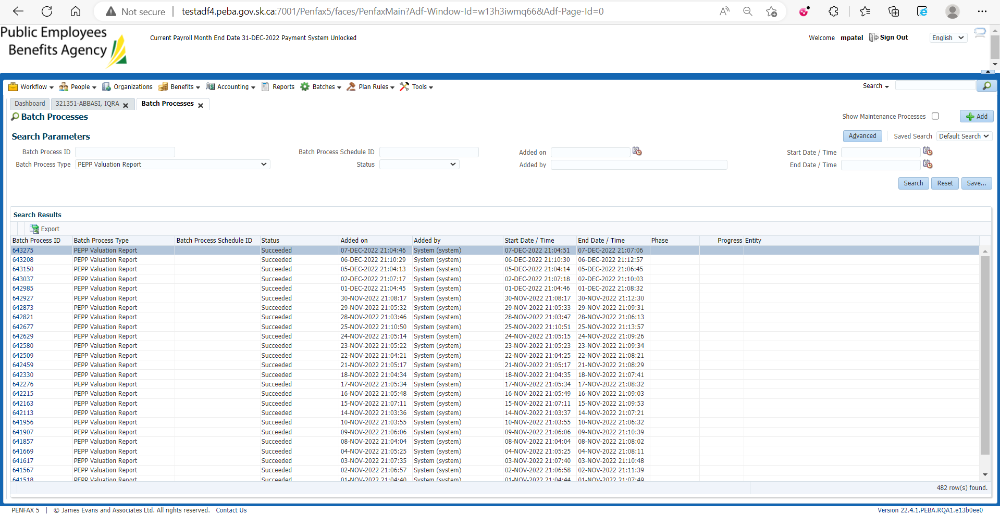 Not secure | testadf4.peba.gov.sk.ca:7001/Penfax5/faces/PenfaxMain?Adf-Window-Id=w13h3iwmq66&Adf-Page-Id=0
Public Employees
Benefits Agency
Current Payroll Month End Date 31-DEC-2022 Payment System Unlocked
Welcome mpatel Sign Out English
Workflow People Organizations Benefits Accounting Reports Batches Plan Rules Tools Search
Dashboard 321351-ABBASI, IQRA Batch Processes
Batch Processes Show Maintenance Processes Add
Search Parameters Advanced Saved Search Default Search
Batch Process ID Batch Process Schedule ID Added on Start Date / Time
Batch Process Type PEPP Valuation Report Status Added by End Date / Time
Search Reset Save...
Search Results
Export
Batch Process ID Batch Process Type Batch Process Schedule ID Status Added on Added by Start Date / Time End Date / Time Phase Progress Entity
643275 PEPP Valuation Report Succeeded 07-DEC-2022 21:04:46 System (system) 07-DEC-2022 21:04:51 07-DEC-2022 21:07:06
643208 PEPP Valuation Report Succeeded 06-DEC-2022 21:10:29 System (system) 06-DEC-2022 21:10:30 06-DEC-2022 21:12:57
643150 PEPP Valuation Report Succeeded 05-DEC-2022 21:04:13 System (system) 05-DEC-2022 21:04:14 05-DEC-2022 21:06:45
643037 PEPP Valuation Report Succeeded 02-DEC-2022 21:07:17 System (system) 02-DEC-2022 21:07:18 02-DEC-2022 21:10:03
642985 PEPP Valuation Report Succeeded 01-DEC-2022 21:04:45 System (system) 01-DEC-2022 21:04:46 01-DEC-2022 21:08:32
642927 PEPP Valuation Report Succeeded 30-NOV-2022 21:08:17 System (system) 30-NOV-2022 21:08:17 30-NOV-2022 21:12:30
642873 PEPP Valuation Report Succeeded 29-NOV-2022 21:05:32 System (system) 29-NOV-2022 21:05:33 29-NOV-2022 21:09:31
642821 PEPP Valuation Report Succeeded 28-NOV-2022 21:03:46 System (system) 28-NOV-2022 21:03:47 28-NOV-2022 21:06:13
642677 PEPP Valuation Report Succeeded 25-NOV-2022 21:10:50 System (system) 25-NOV-2022 21:10:51 25-NOV-2022 21:13:57
642629 PEPP Valuation Report Succeeded 24-NOV-2022 21:05:14 System (system) 24-NOV-2022 21:05:15 24-NOV-2022 21:09:26
642580 PEPP Valuation Report Succeeded 23-NOV-2022 21:05:22 System (system) 23-NOV-2022 21:05:23 23-NOV-2022 21:09:34
642509 PEPP Valuation Report Succeeded 22-NOV-2022 21:04:21 System (system) 22-NOV-2022 21:04:25 22-NOV-2022 21:08:21
642459 PEPP Valuation Report Succeeded 21-NOV-2022 21:05:17 System (system) 21-NOV-2022 21:05:17 21-NOV-2022 21:08:29
642330 PEPP Valuation Report Succeeded 18-NOV-2022 21:04:34 System (system) 18-NOV-2022 21:04:35 18-NOV-2022 21:07:41
642276 PEPP Valuation Report Succeeded 17-NOV-2022 21:05:34 System (system) 17-NOV-2022 21:05:34 17-NOV-2022 21:08:32
642215 PEPP Valuation Report Succeeded 16-NOV-2022 21:05:48 System (system) 16-NOV-2022 21:05:49 16-NOV-2022 21:09:03
642163 PEPP Valuation Report Succeeded 15-NOV-2022 21:07:11 System (system) 15-NOV-2022 21:07:11 15-NOV-2022 21:09:53
642113 PEPP Valuation Report Succeeded 14-NOV-2022 21:03:36 System (system) 14-NOV-2022 21:03:37 14-NOV-2022 21:07:21
641956 PEPP Valuation Report Succeeded 10-NOV-2022 21:03:55 System (system) 10-NOV-2022 21:03:55 10-NOV-2022 21:06:32
641907 PEPP Valuation Report Succeeded 09-NOV-2022 21:06:06 System (system) 09-NOV-2022 21:06:06 09-NOV-2022 21:10:39
641857 PEPP Valuation Report Succeeded 08-NOV-2022 21:04:04 System (system) 08-NOV-2022 21:04:04 08-NOV-2022 21:08:02
641669 PEPP Valuation Report Succeeded 04-NOV-2022 21:05:25 System (system) 04-NOV-2022 21:05:25 04-NOV-2022 21:08:11
641617 PEPP Valuation Report Succeeded 03-NOV-2022 21:07:35 System (system) 03-NOV-2022 21:07:40 03-NOV-2022 21:10:48
641567 PEPP Valuation Report Succeeded 02-NOV-2022 21:06:57 System (system) 02-NOV-2022 21:06:58 02-NOV-2022 21:11:39
641518 PEPP Valuation Report Succeeded 01-NOV-2022 21:04:40 System (system) 01-NOV-2022 21:04:44 01-NOV-2022 21:07:49
482 row(s) found.
PENFAX 5 | © James Evans and Associates Ltd. All rights reserved. Contact Us Version 22.4.1.PEBA.RQA1.e13b0ee0